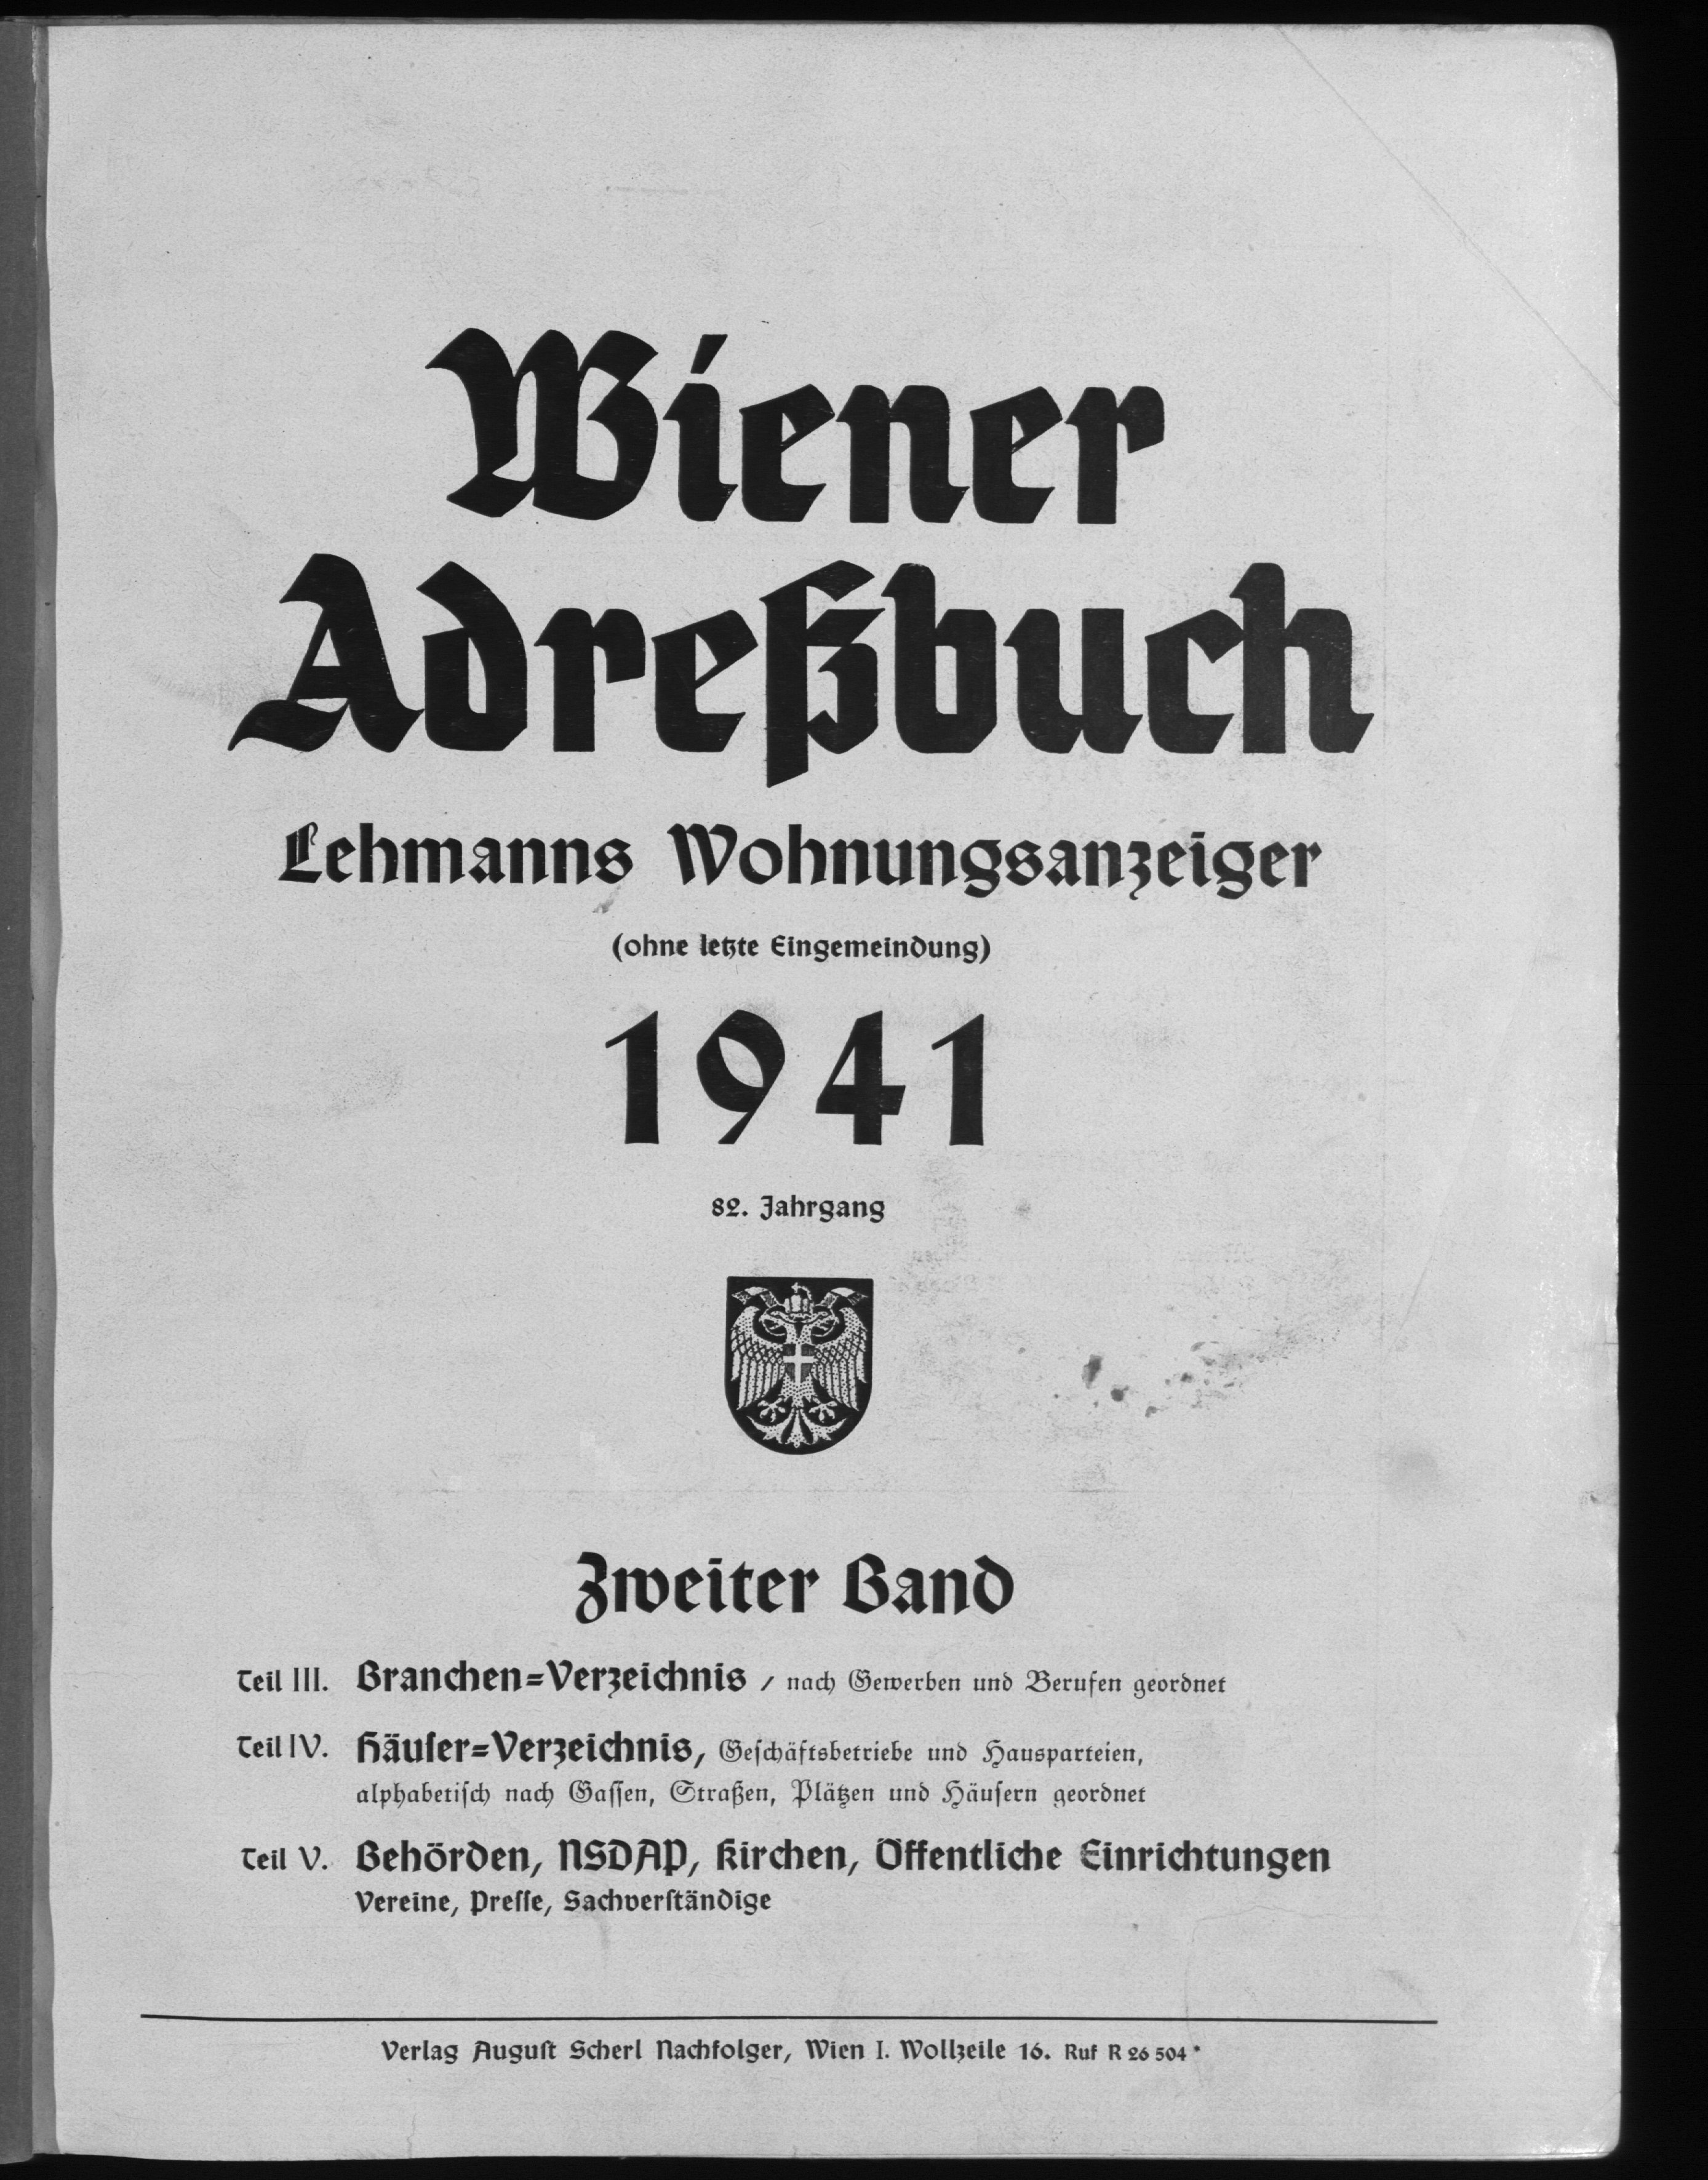 Wiener
Adreßbuch
Lehmanns Wohnungsanzeiger
(ohne letzte Eingemeindung)
1941
82. Jahrgang
Zweiter Band
Teil III. Branchen=Verzeichnis / nach Gewerben und Berufen geordnet
Teil IV. Häuser=Verzeichnis, Geschäftsbetriebe und Hausparteien,
alphabetisch nach Gassen, Straßen, Plätzen und Häusern geordnet
Teil V. Behörden, NSDAP, Kirchen, Öffentliche Einrichtungen
Vereine, Presse, Sachverständige
Verlag August Scherl Nachfolger, Wien I. Wollzeile 16. Ruf R 26 504*